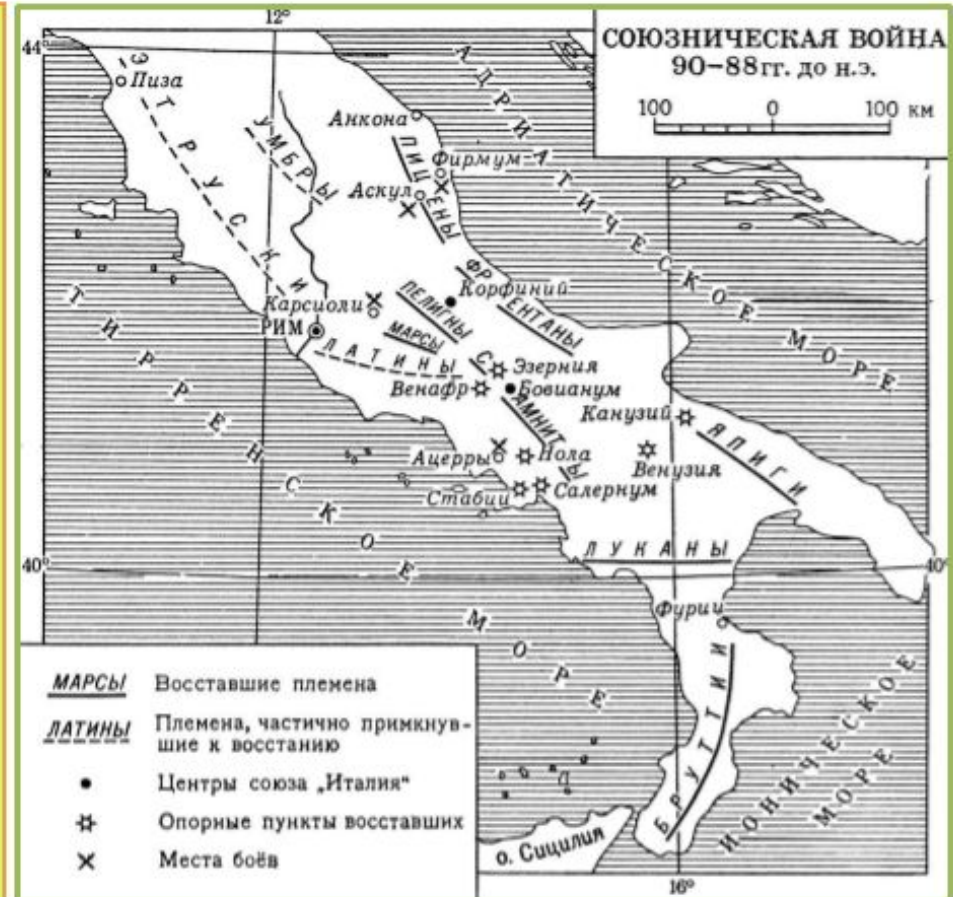 СОЮЗНИЧЕСКАЯ ВОЙНА
90–88 гг. до н.э.
100 0 100 км
12°
44°
АДРИАТИЧЕСКОЕ МОРЕ
Пиза
ЭТРУСКИ
УМБРЫ
Анкона
ПИЦЕНЫ
Фирмум
Аскул
ФРЕНТАНЫ
Корфиний
Карсиоли
ПЕЛИГНЫ
МАРСЫ
РИМ
ЛАТИНЫ
САМНИТЫ
Эзерния
Венафр
Бовианум
Канузий
ЯПИГИ
Ацерры
Нола
Венузия
Стабии
Салернум
ТИРРЕНСКОЕ МОРЕ
ЛУКАНЫ
40°
40°
Фурии
БРУТТИИ
ИОНИЧЕСКОЕ МОРЕ
о. Сицилия
16°
МАРСЫ Восставшие племена
ЛАТИНЫ Племена, частично примкнув-
шие к восстанию
Центры союза „Италия“
Опорные пункты восставших
Места боёв